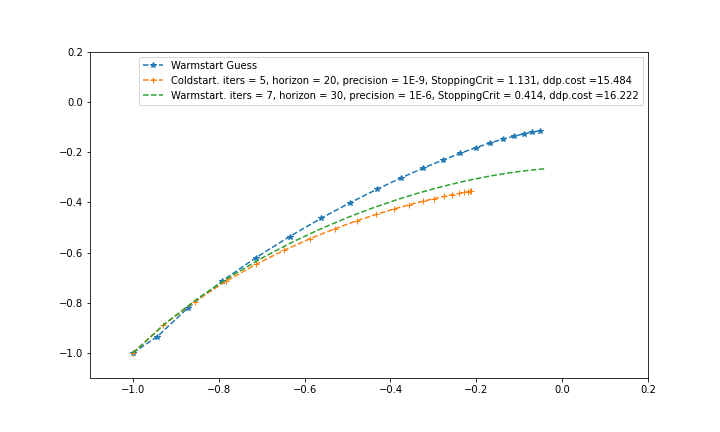 0.2
0.0
−0.2
−0.4
−0.6
−0.8
−1.0
Warmstart Guess
Coldstart. iters = 5, horizon = 20, precision = 1E-9, StoppingCrit = 1.131, ddp.cost =15.484
Warmstart. iters = 7, horizon = 30, precision = 1E-6, StoppingCrit = 0.414, ddp.cost =16.222
−1.0 −0.8 −0.6 −0.4 −0.2 0.0 0.2